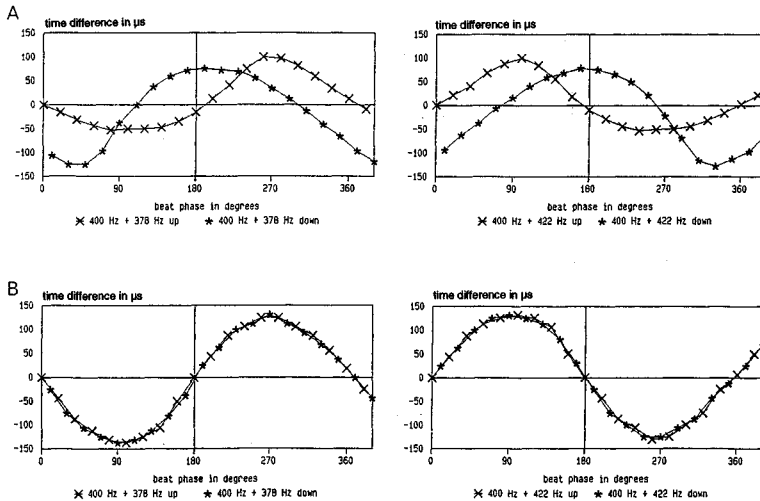 A
time difference in µs
150
100
50
0
-50
-100
-150
0 90 180 270 360
beat phase in degrees
400 Hz + 378 Hz up 400 Hz + 378 Hz down
time difference in µs
150
100
50
0
-50
-100
-150
0 90 180 270 360
beat phase in degrees
400 Hz + 422 Hz up 400 Hz + 422 Hz down
B
time difference in µs
150
100
50
0
-50
-100
-150
0 90 180 270 360
beat phase in degrees
400 Hz + 378 Hz up 400 Hz + 378 Hz down
time difference in µs
150
100
50
0
-50
-100
-150
0 90 180 270 360
beat phase in degrees
400 Hz + 422 Hz up 400 Hz + 422 Hz down